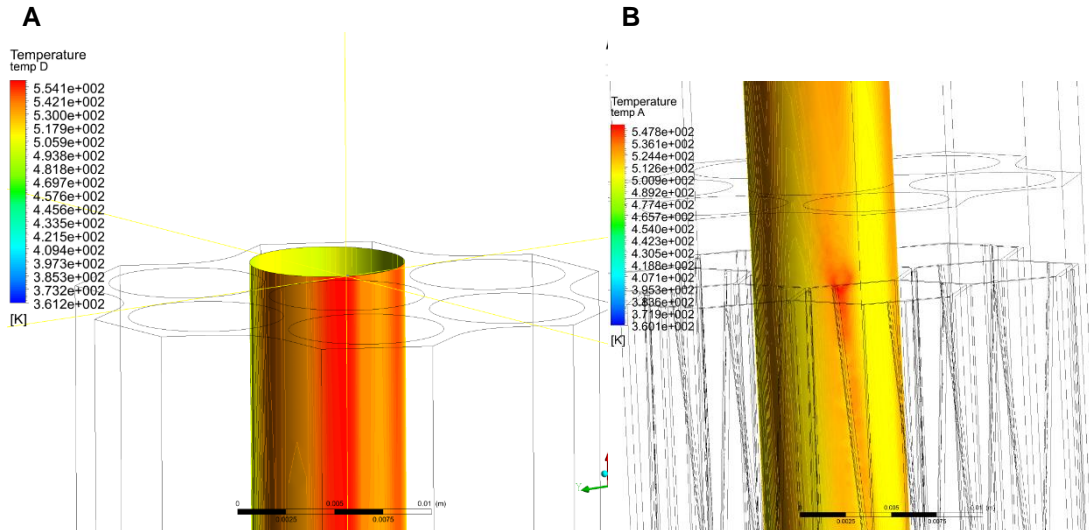 A
Temperature
temp D
5.541e+002
5.421e+002
5.300e+002
5.179e+002
5.059e+002
4.938e+002
4.818e+002
4.697e+002
4.576e+002
4.456e+002
4.335e+002
4.215e+002
4.094e+002
3.973e+002
3.853e+002
3.732e+002
3.612e+002
[K]
0 0.005 0.01 (m)
0.0025 0.0075
Y
B
Temperature
temp A
5.478e+002
5.361e+002
5.244e+002
5.126e+002
5.009e+002
4.892e+002
4.774e+002
4.657e+002
4.540e+002
4.423e+002
4.305e+002
4.188e+002
4.071e+002
3.953e+002
3.836e+002
3.719e+002
3.601e+002
[K]
0 0.005 0.01 (m)
0.0025 0.0075